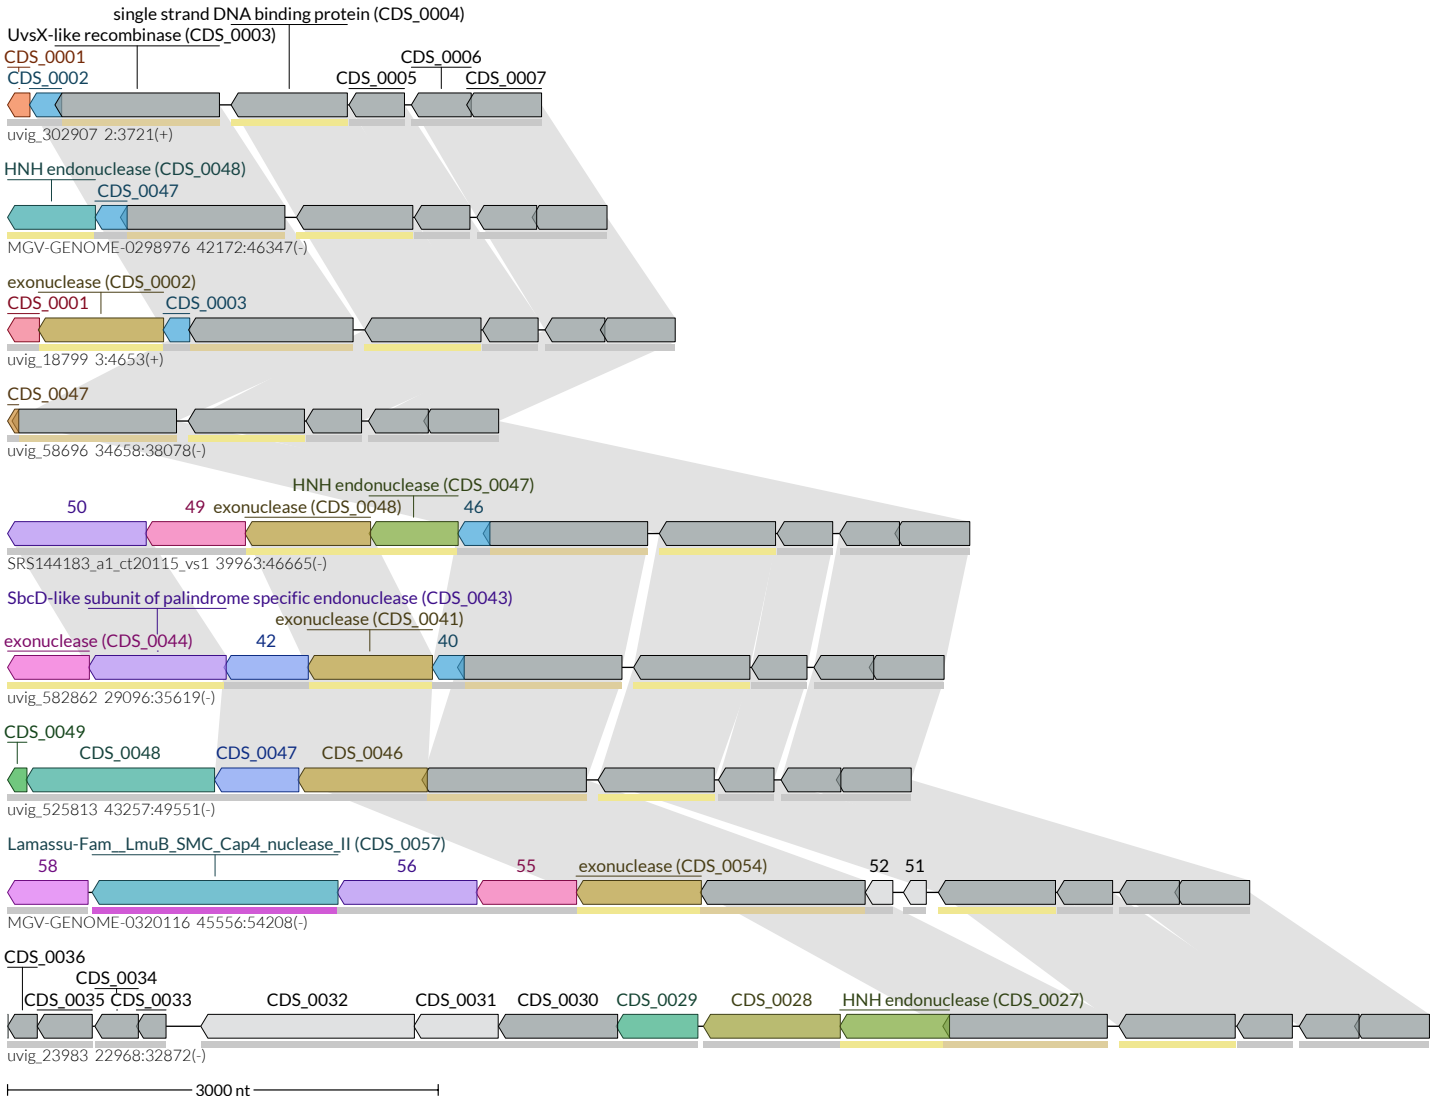 single strand DNA binding protein (CDS_0004)
UvsX-like recombinase (CDS_0003)
CDS_0001 CDS_0006
CDS_0002 CDS_0005 CDS_0007
uvig_302907 2:3721(+)
HNH endonuclease (CDS_0048)
CDS_0047
MGV-GENOME-0298976 42172:46347(-)
exonuclease (CDS_0002)
CDS_0001 CDS_0003
uvig_18799 3:4653(+)
CDS_0047
uvig_58696 34658:38078(-)
HNH endonuclease (CDS_0047)
50 49 exonuclease (CDS_0048) 46
SRS144183_a1_ct20115_vs1 39963:46665(-)
SbcD-like subunit of palindrome specific endonuclease (CDS_0043)
exonuclease (CDS_0041)
exonuclease (CDS_0044) 42 40
uvig_582862 29096:35619(-)
CDS_0049
CDS_0048 CDS_0047 CDS_0046
uvig_525813 43257:49551(-)
Lamassu-Fam__LmuB_SMC_Cap4_nuclease_II (CDS_0057)
58 56 55 exonuclease (CDS_0054) 52 51
MGV-GENOME-0320116 45556:54208(-)
CDS_0036
CDS_0034
CDS_0035 CDS_0033 CDS_0032 CDS_0031 CDS_0030 CDS_0029 CDS_0028 HNH endonuclease (CDS_0027)
uvig_23983 22968:32872(-)
3000 nt